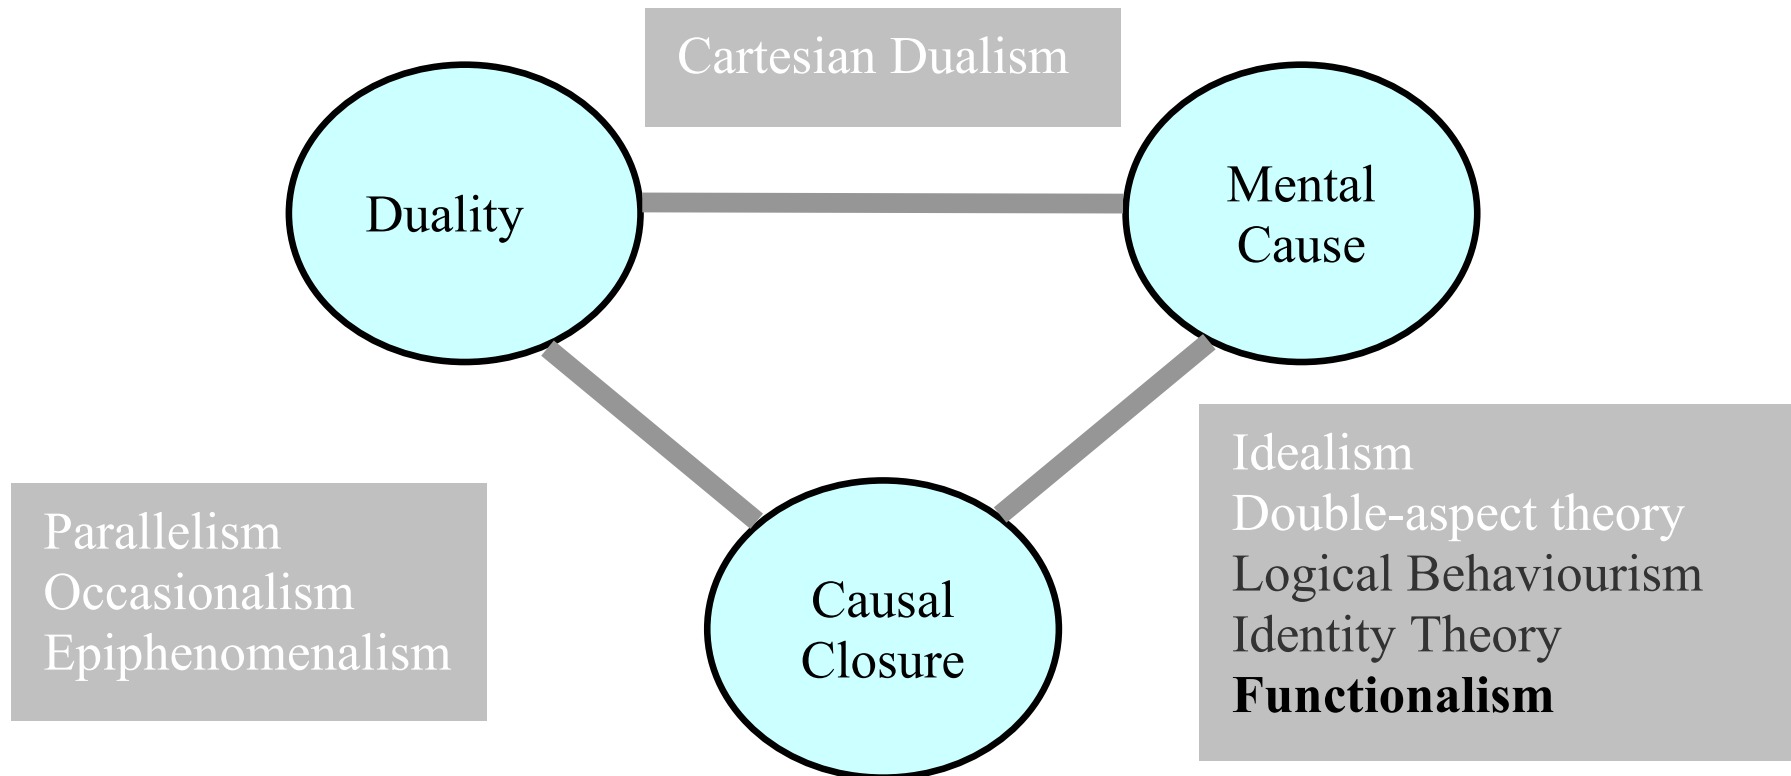 Cartesian Dualism
Duality
Mental
Cause
Idealism
Double-aspect theory
Logical Behaviourism
Identity Theory
Functionalism
Parallelism
Occasionalism
Epiphenomenalism
Causal
Closure